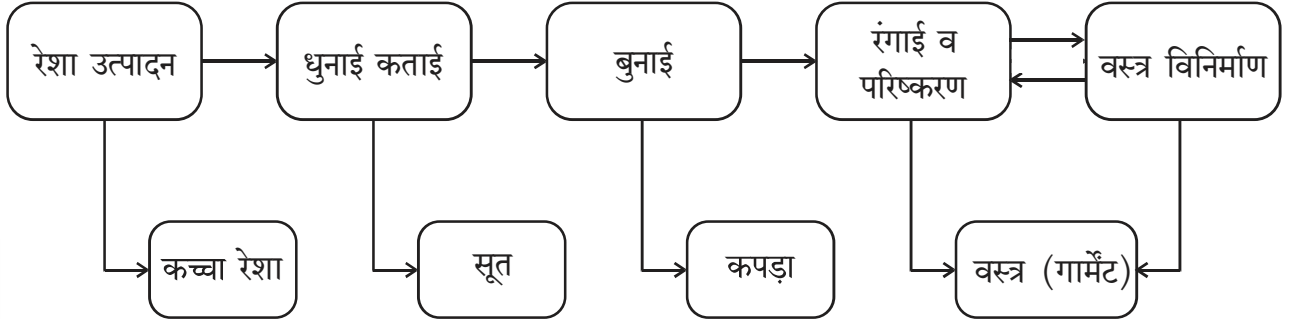 रेशा उत्पादन
धुनाई कताई
बुनाई
रंगाई व
परिष्करण
वस्त्र विनिर्माण
कच्चा रेशा
सूत
कपड़ा
वस्त्र (गार्मेंट)